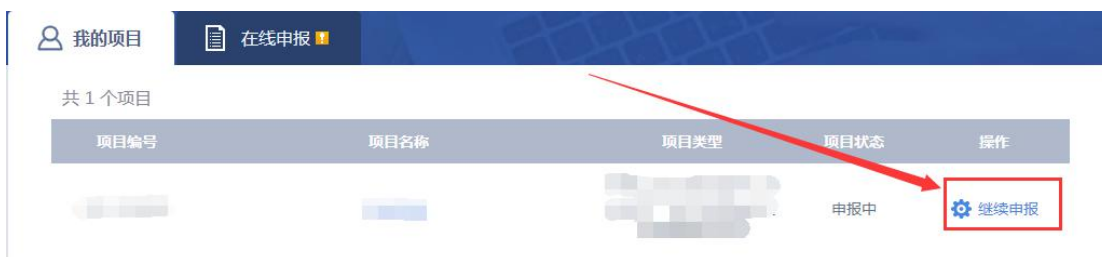 我的项目 在线申报
共 1 个项目
项目编号 项目名称 项目类型 项目状态 操作
申报中 继续申报